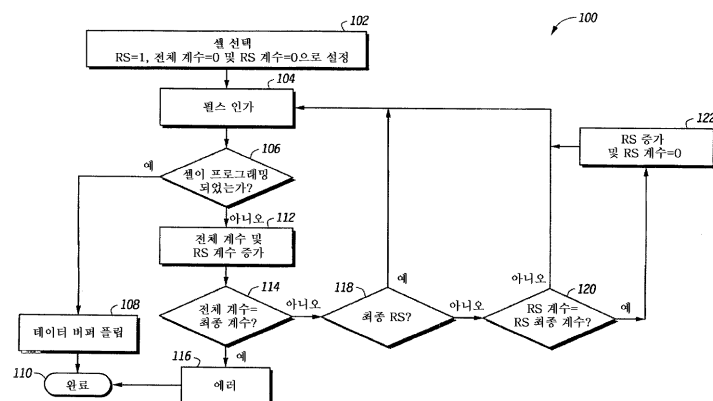 100
102
셀 선택
RS=1, 전체 계수=0 및 RS 계수=0으로 설정
104
펄스 인가
122
RS 증가
및 RS 계수=0
106
예
셀이 프로그래밍
되었는가?
아니오
112
전체 계수 및
RS 계수 증가
108
데이터 버퍼 플립
114
전체 계수=
최종 계수?
아니오
118
예
최종 RS?
아니오
아니오
120
RS 계수=
RS 최종 계수?
예
예
110
완료
116
에러